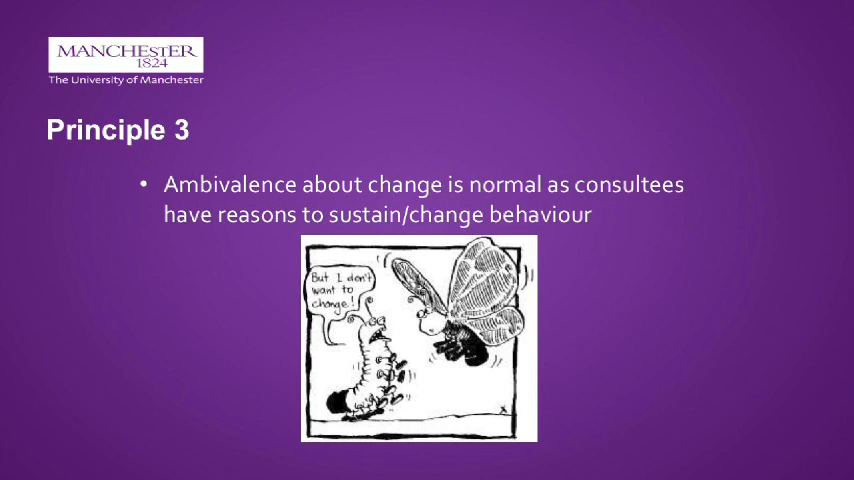 MANCHESTER
1824
The University of Manchester
Principle 3
• Ambivalence about change is normal as consultees
have reasons to sustain/change behaviour
But I don't
want to
change!